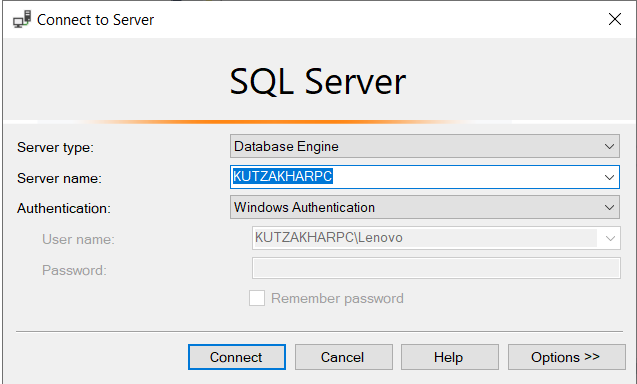 Connect to Server
SQL Server
Server type: Database Engine
Server name: KUTZAKHARPC
Authentication: Windows Authentication
User name: KUTZAKHARPC\Lenovo
Password:
Remember password
Connect Cancel Help Options >>